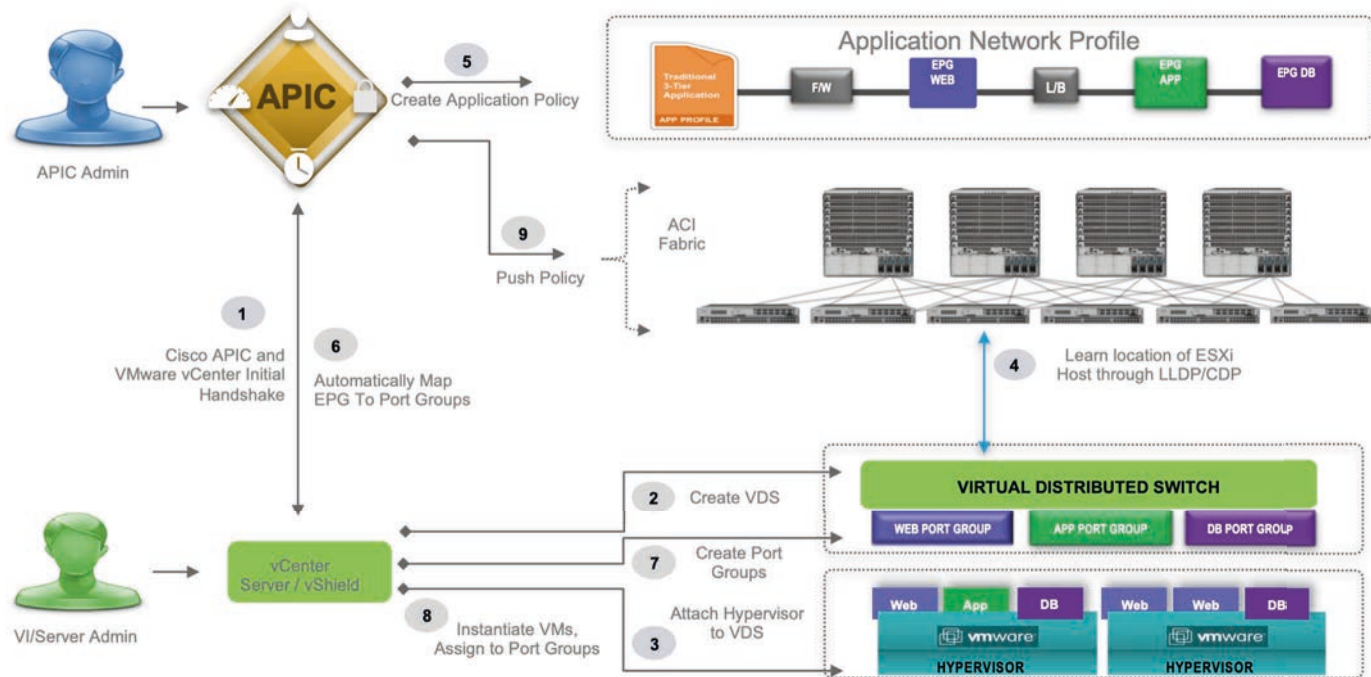 Application Network Profile
Traditional
3-Tier
Application
APP PROFILE
F/W
EPG
WEB
L/B
EPG
APP
EPG DB
APIC
5
Create Application Policy
APIC Admin
9
Push Policy
ACI
Fabric
1
Cisco APIC and
VMware vCenter Initial
Handshake
6
Automatically Map
EPG To Port Groups
4
Learn location of ESXi
Host through LLDP/CDP
VI/Server Admin
vCenter
Server / vShield
2
Create VDS
7
Create Port
Groups
8
Instantiate VMs,
Assign to Port Groups
3
Attach Hypervisor
to VDS
VIRTUAL DISTRIBUTED SWITCH
WEB PORT GROUP
APP PORT GROUP
DB PORT GROUP
Web
App
DB
Web
Web
DB
vmware
HYPERVISOR
vmware
HYPERVISOR